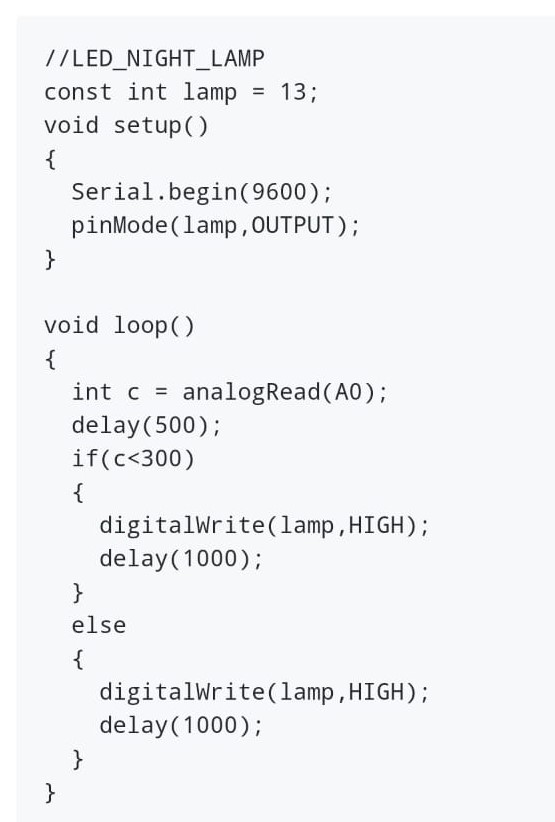 //LED_NIGHT_LAMP
const int lamp = 13;
void setup()
{
  Serial.begin(9600);
  pinMode(lamp,OUTPUT);
}

void loop()
{
  int c = analogRead(A0);
  delay(500);
  if(c<300)
  {
    digitalWrite(lamp,HIGH);
    delay(1000);
  }
  else
  {
    digitalWrite(lamp,HIGH);
    delay(1000);
  }
}